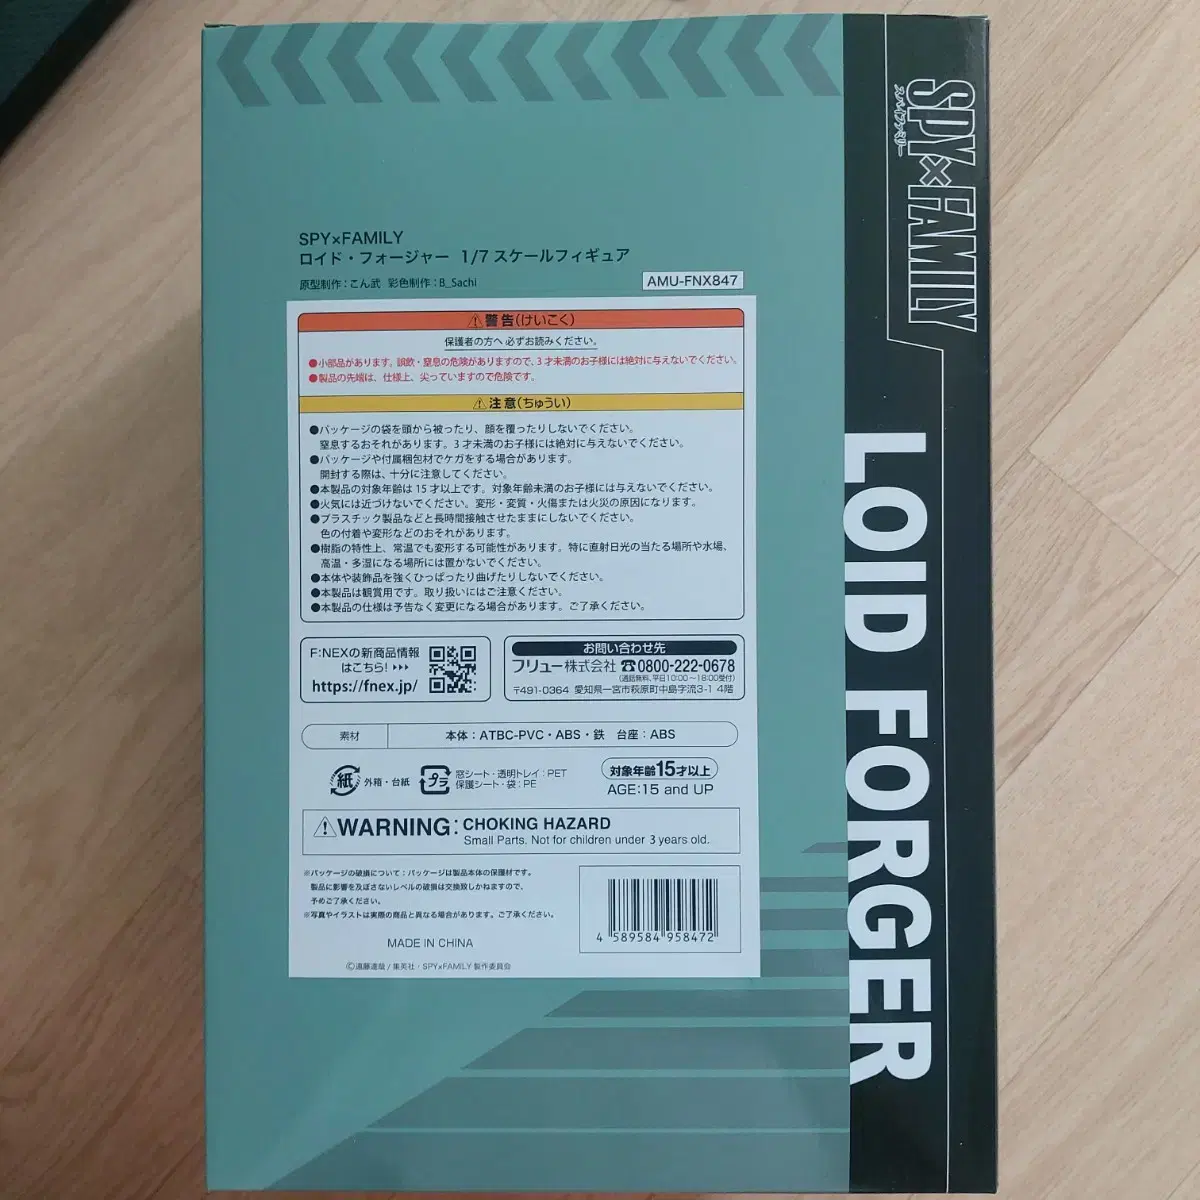 SPY×FAMILY
スパイファミリー
LOID FORGER
SPY×FAMILY
ロイド・フォージャー 1/7 スケールフィギュア
原型制作：こん武 彩色制作：B_Sachi
AMU-FNX847
⚠警告(けいこく)
保護者の方へ 必ずお読みください。
●小部品があります。誤飲・窒息の危険がありますので、3才未満のお子様には絶対に与えないでください。
●製品の先端は、仕様上、尖っていますので危険です。
⚠注意(ちゅうい)
●パッケージの袋を頭から被ったり、顔を覆ったりしないでください。
窒息するおそれがあります。3才未満のお子様には絶対に与えないでください。
●パッケージや付属梱包材でケガをする場合があります。
開封する際は、十分に注意してください。
●本製品の対象年齢は15才以上です。対象年齢未満のお子様には与えないでください。
●火気には近づけないでください。変形・変質・火傷または火災の原因になります。
●プラスチック製品などと長時間接触させたままにしないでください。
色の付着や変形などのおそれがあります。
●樹脂の特性上、常温でも変形する可能性があります。特に直射日光の当たる場所や水場、
高温・多湿になる場所には置かないでください。
●本体や装飾品を強くひっぱったり曲げたりしないでください。
●本製品は観賞用です。取り扱いにはご注意ください。
●本製品の仕様は予告なく変更になる場合があります。ご了承ください。
F:NEXの新商品情報
はこちら!
https://fnex.jp/
お問い合わせ先
フリュー株式会社 ☎0800-222-0678
(通話無料、平日10:00～18:00受付)
〒491-0364 愛知県一宮市萩原町中島字流3-1 4階
素材 本体：ATBC-PVC・ABS・鉄 台座：ABS
紙 外箱・台紙
プラ 窓シート・透明トレイ：PET
保護シート・袋：PE
対象年齢15才以上
AGE:15 and UP
⚠WARNING: CHOKING HAZARD
Small Parts. Not for children under 3 years old.
※パッケージの破損について：パッケージは製品本体の保護材です。
製品に影響を及ぼさないレベルの破損は交換致しかねますので、
予めご了承ください。
※写真やイラストは実際の商品と異なる場合があります。ご了承ください。
MADE IN CHINA
4 589584 958472
©遠藤達哉/集英社・SPY×FAMILY製作委員会